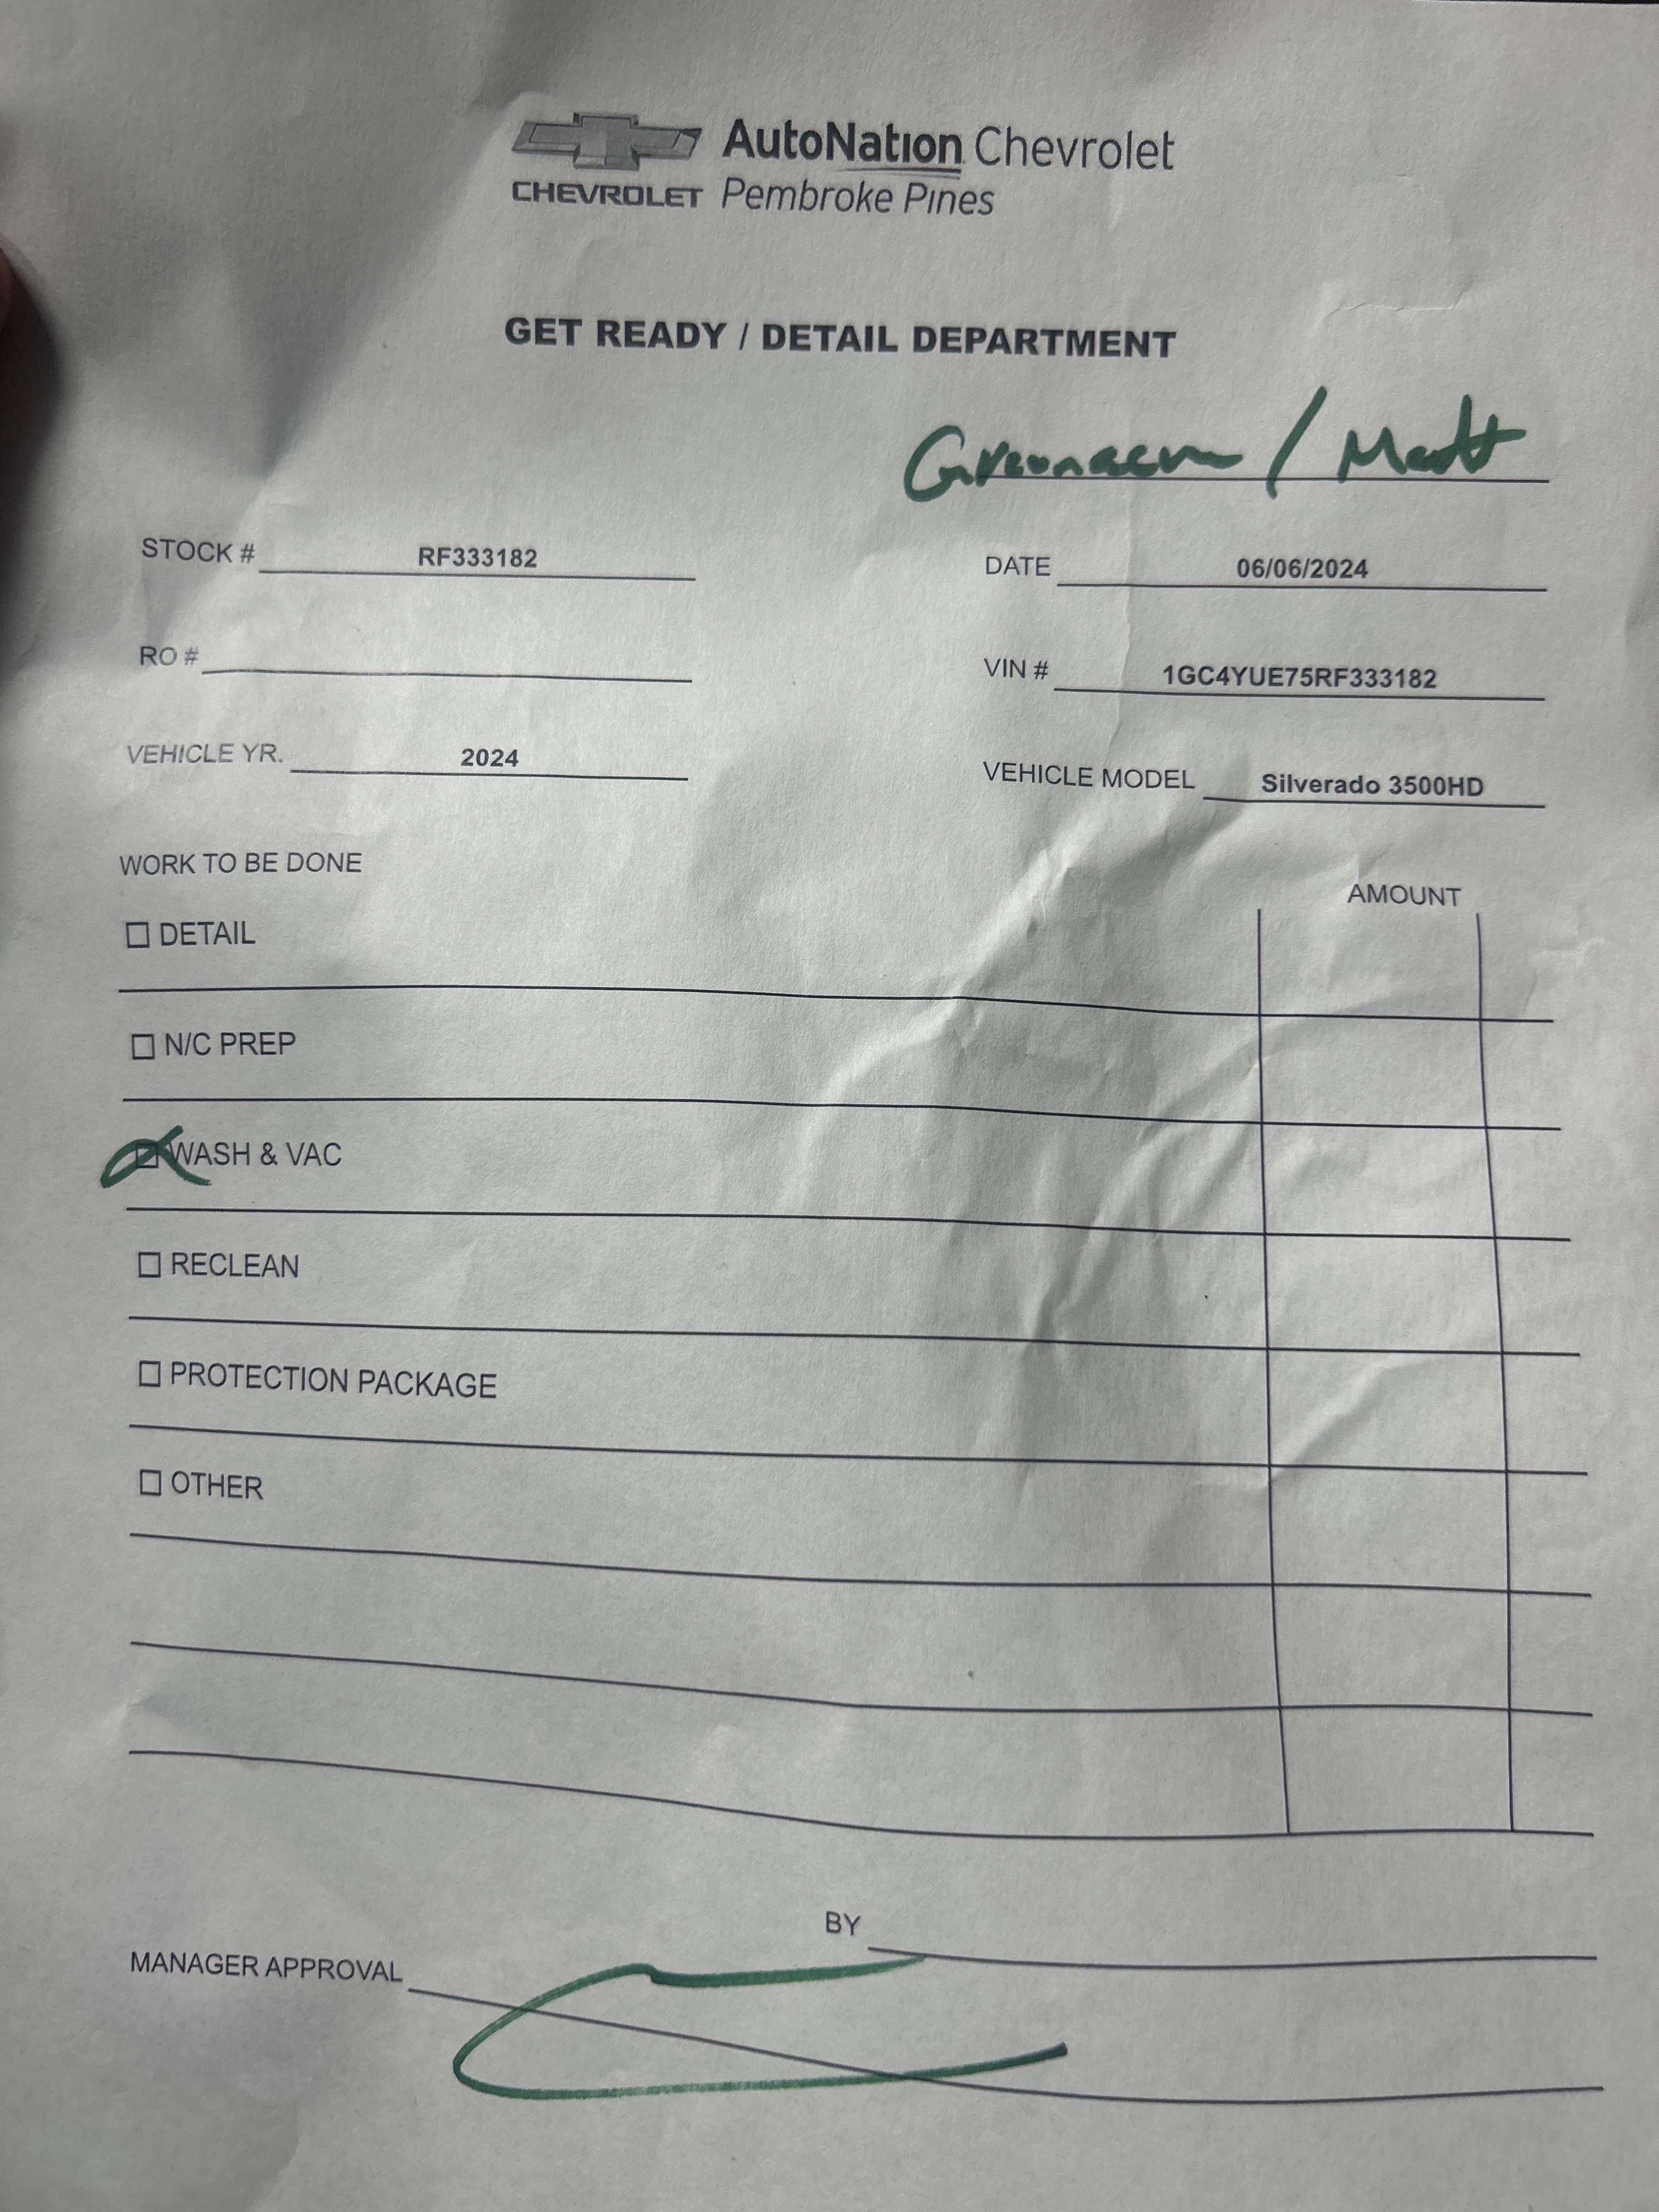 AutoNation Chevrolet
CHEVROLET Pembroke Pines
GET READY / DETAIL DEPARTMENT
/ Matt
STOCK # RF333182
DATE 06/06/2024
RO #
VIN # 1GC4YUE75RF333182
VEHICLE YR. 2024
VEHICLE MODEL Silverado 3500HD
WORK TO BE DONE
AMOUNT
DETAIL
N/C PREP
WASH & VAC
RECLEAN
PROTECTION PACKAGE
OTHER
BY
MANAGER APPROVAL